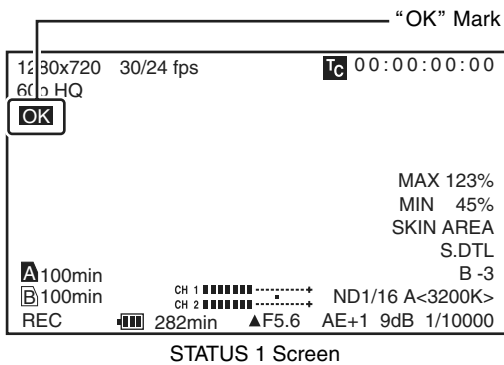 “OK” Mark
1280x720 30/24 fps TC 00:00:00:00
60p HQ
OK
MAX 123%
MIN 45%
SKIN AREA
S.DTL
A 100min B -3
B 100min CH 1 ND1/16 A<3200K>
CH 2
REC 282min ▲F5.6 AE+1 9dB 1/10000
STATUS 1 Screen